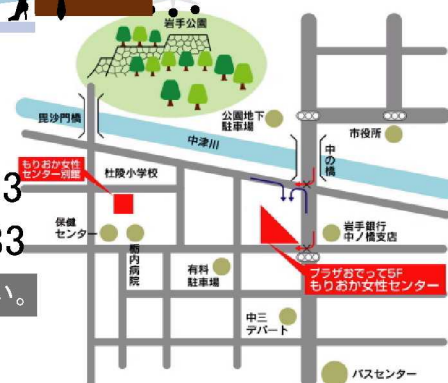 岩手公園
毘沙門橋
公園地下
駐車場
市役所
中津川
中の橋
もりおか女性
センター別館
杜陵小学校
3
保健
センター
栃内病院
33
岩手銀行
中ノ橋支店
い。
有料
駐車場
プラザおでって5F
もりおか女性センター
中三
デパート
バスセンター